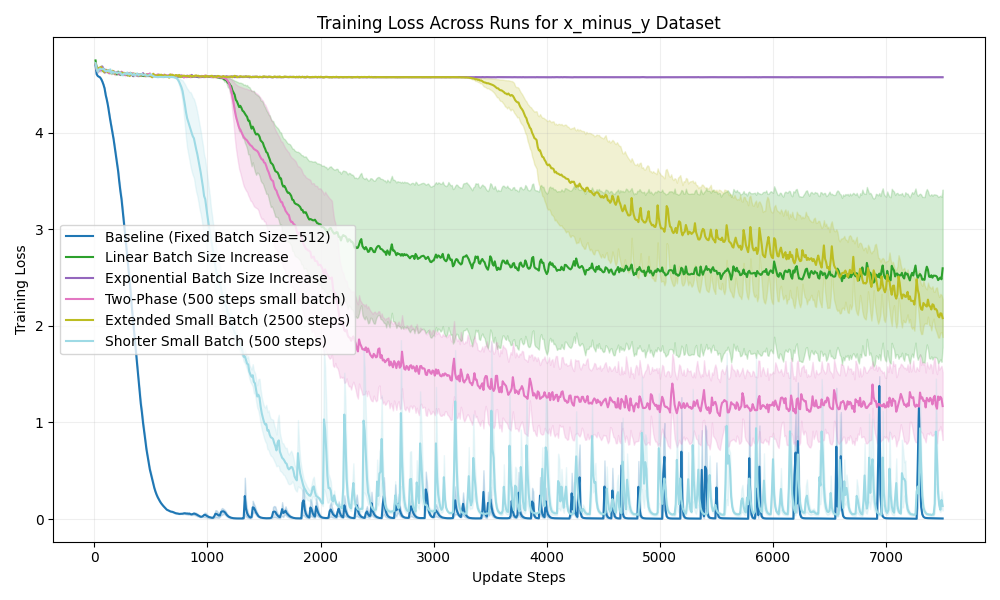 Training Loss Across Runs for x_minus_y Dataset
Training Loss
4
3
2
1
0
Baseline (Fixed Batch Size=512)
Linear Batch Size Increase
Exponential Batch Size Increase
Two-Phase (500 steps small batch)
Extended Small Batch (2500 steps)
Shorter Small Batch (500 steps)
0 1000 2000 3000 4000 5000 6000 7000
Update Steps